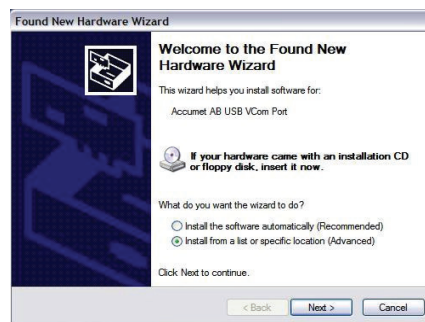 Found New Hardware Wizard
Welcome to the Found New
Hardware Wizard
This wizard helps you install software for:
Accumet AB USB VCom Port
If your hardware came with an installation CD
or floppy disk, insert it now.
What do you want the wizard to do?
Install the software automatically (Recommended)
Install from a list or specific location (Advanced)
Click Next to continue.
< Back Next > Cancel